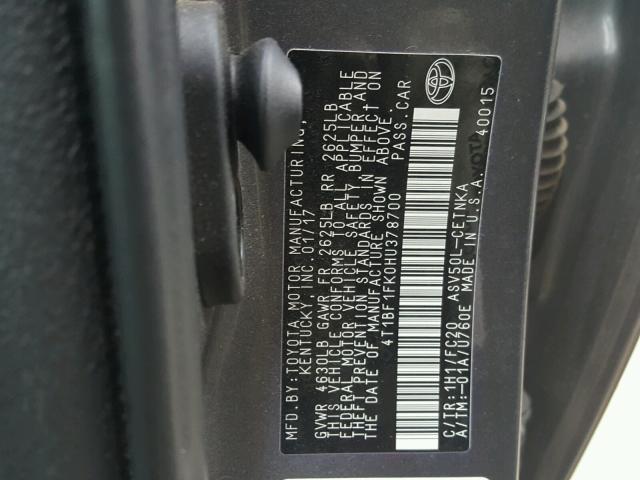 MFD. BY:TOYOTA MOTOR MANUFACTURING,
KENTUCKY, INC 01/17
GVWR 4630LB GAWR FR 2625LB RR 2625LB
THIS VEHICLE CONFORMS TO ALL APPLICABLE
FEDERAL MOTOR VEHICLE SAFETY, BUMPER AND
THEFT PREVENTION STANDARDS IN EFFECT ON
THE DATE OF MANUFACTURE SHOWN ABOVE.
4T1BF1FK0HU378700 PASS.CAR
C/TR:1H1/FC20 ASV50L-CETNKA
A/TM:-01A/U760E MADE IN U.S.A.
40015
TOYOTA